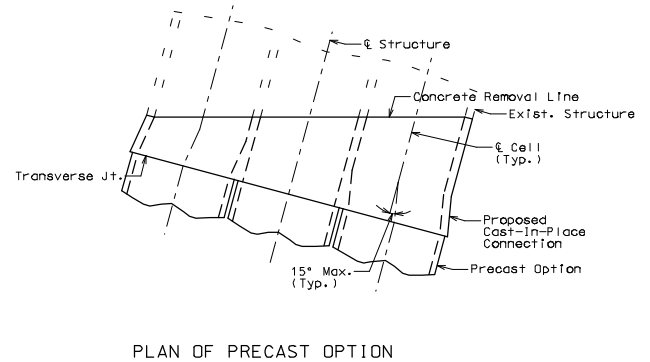 ℄ Structure
Concrete Removal Line
Exist. Structure
℄ Cell
(Typ.)
Transverse Jt.
Proposed
Cast-In-Place
Connection
15° Max.
(Typ.)
Precast Option
PLAN OF PRECAST OPTION